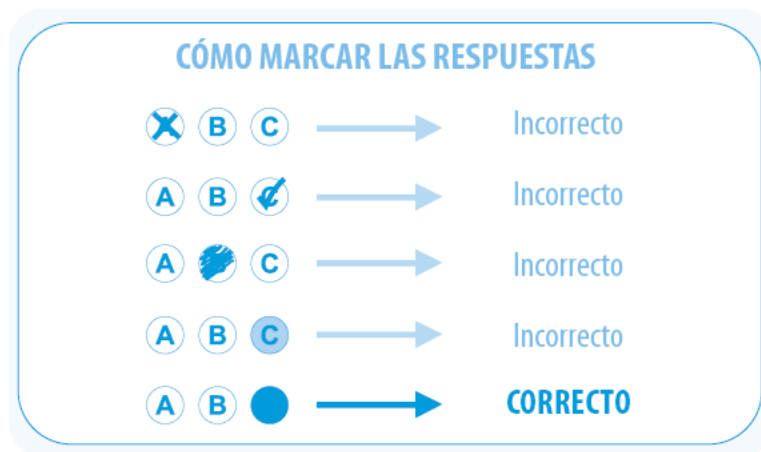 CÓMO MARCAR LAS RESPUESTAS
A B C Incorrecto
A B C Incorrecto
A C Incorrecto
A B C Incorrecto
A B CORRECTO